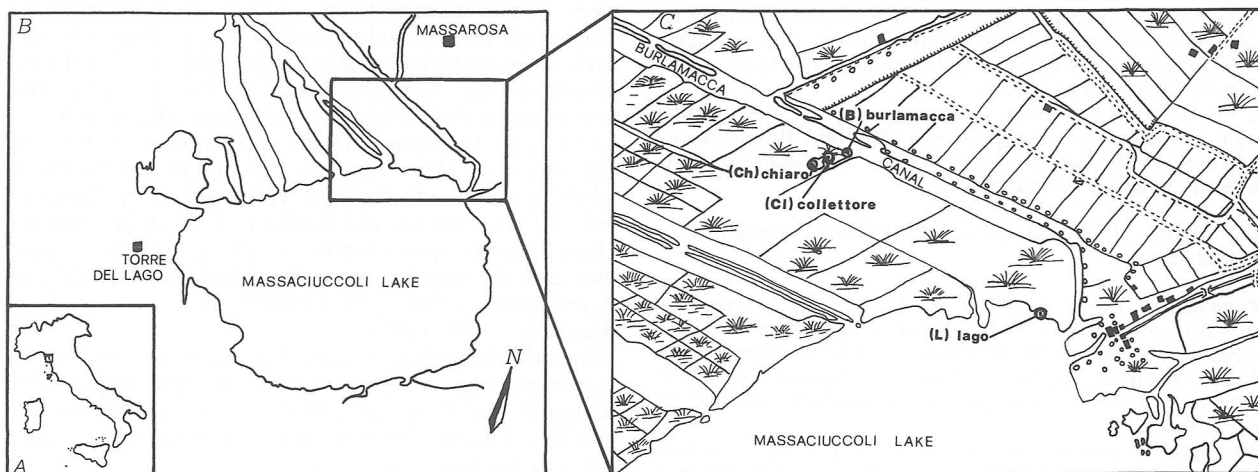 B
MASSAROSA
TORRE
DEL LAGO
MASSACIUCCOLI LAKE
N
A
C
BURLAMACCA
(B) burlamacca
CANAL
(Ch) chiaro
(Cl) collettore
(L) lago
MASSACIUCCOLI LAKE